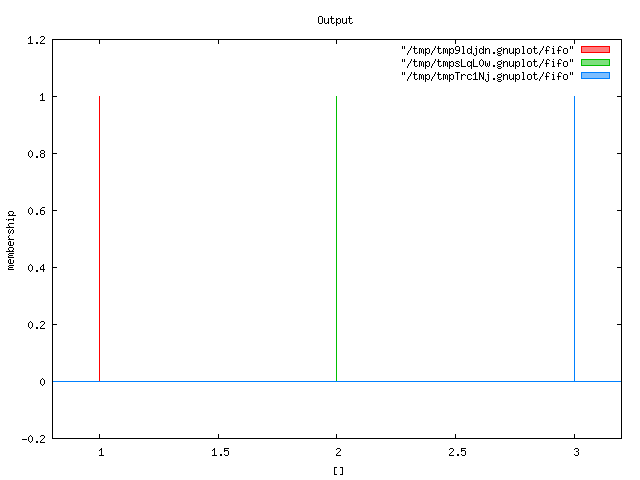 Output
"/tmp/tmp9ldjdn.gnuplot/fifo"
"/tmp/tmpsLqL0w.gnuplot/fifo"
"/tmp/tmpTrc1Nj.gnuplot/fifo"
1.2
1
0.8
0.6
0.4
0.2
0
-0.2
membership
1
1.5
2
2.5
3
[]